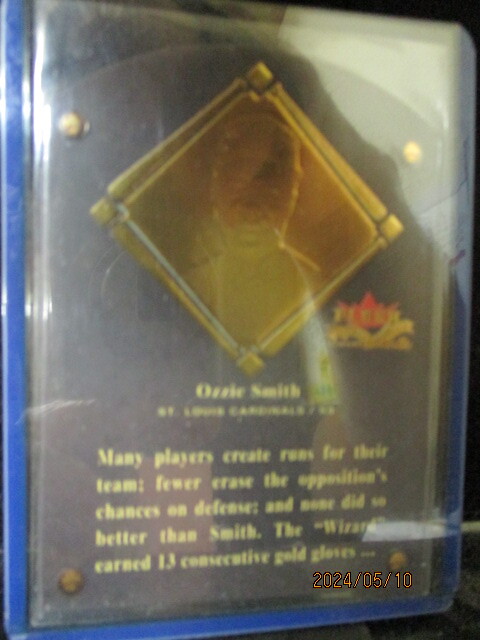 FLEER
Ozzie Smith
ST. LOUIS CARDINALS / SS
Many players create runs for their
team; fewer erase the opposition's
chances on defense; and none did so
better than Smith. The "Wizard"
earned 13 consecutive gold gloves ...
2024/05/10